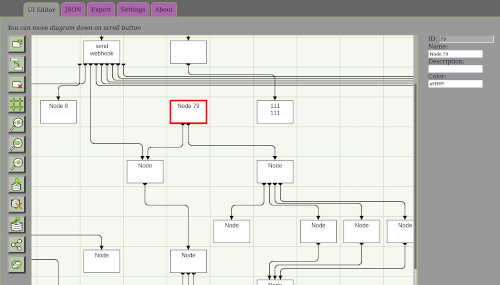 UI Editor JSON Export Settings About
You can move diagram down on scroll button
send
webhook
Node 8
Node 79
111
111
Node
Node
Node
Node
Node
Node
Node
Node
Node
ID: 79
Name:
Node 79
Description:
Color:
#ffffff